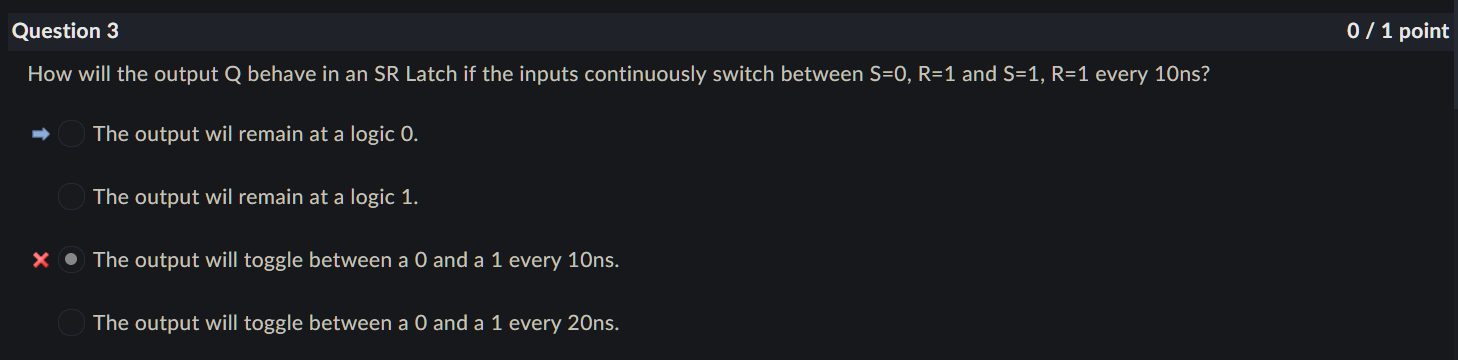 Question 3
0 / 1 point
How will the output Q behave in an SR Latch if the inputs continuously switch between S=0, R=1 and S=1, R=1 every 10ns?
The output wil remain at a logic 0.
The output wil remain at a logic 1.
The output will toggle between a 0 and a 1 every 10ns.
The output will toggle between a 0 and a 1 every 20ns.